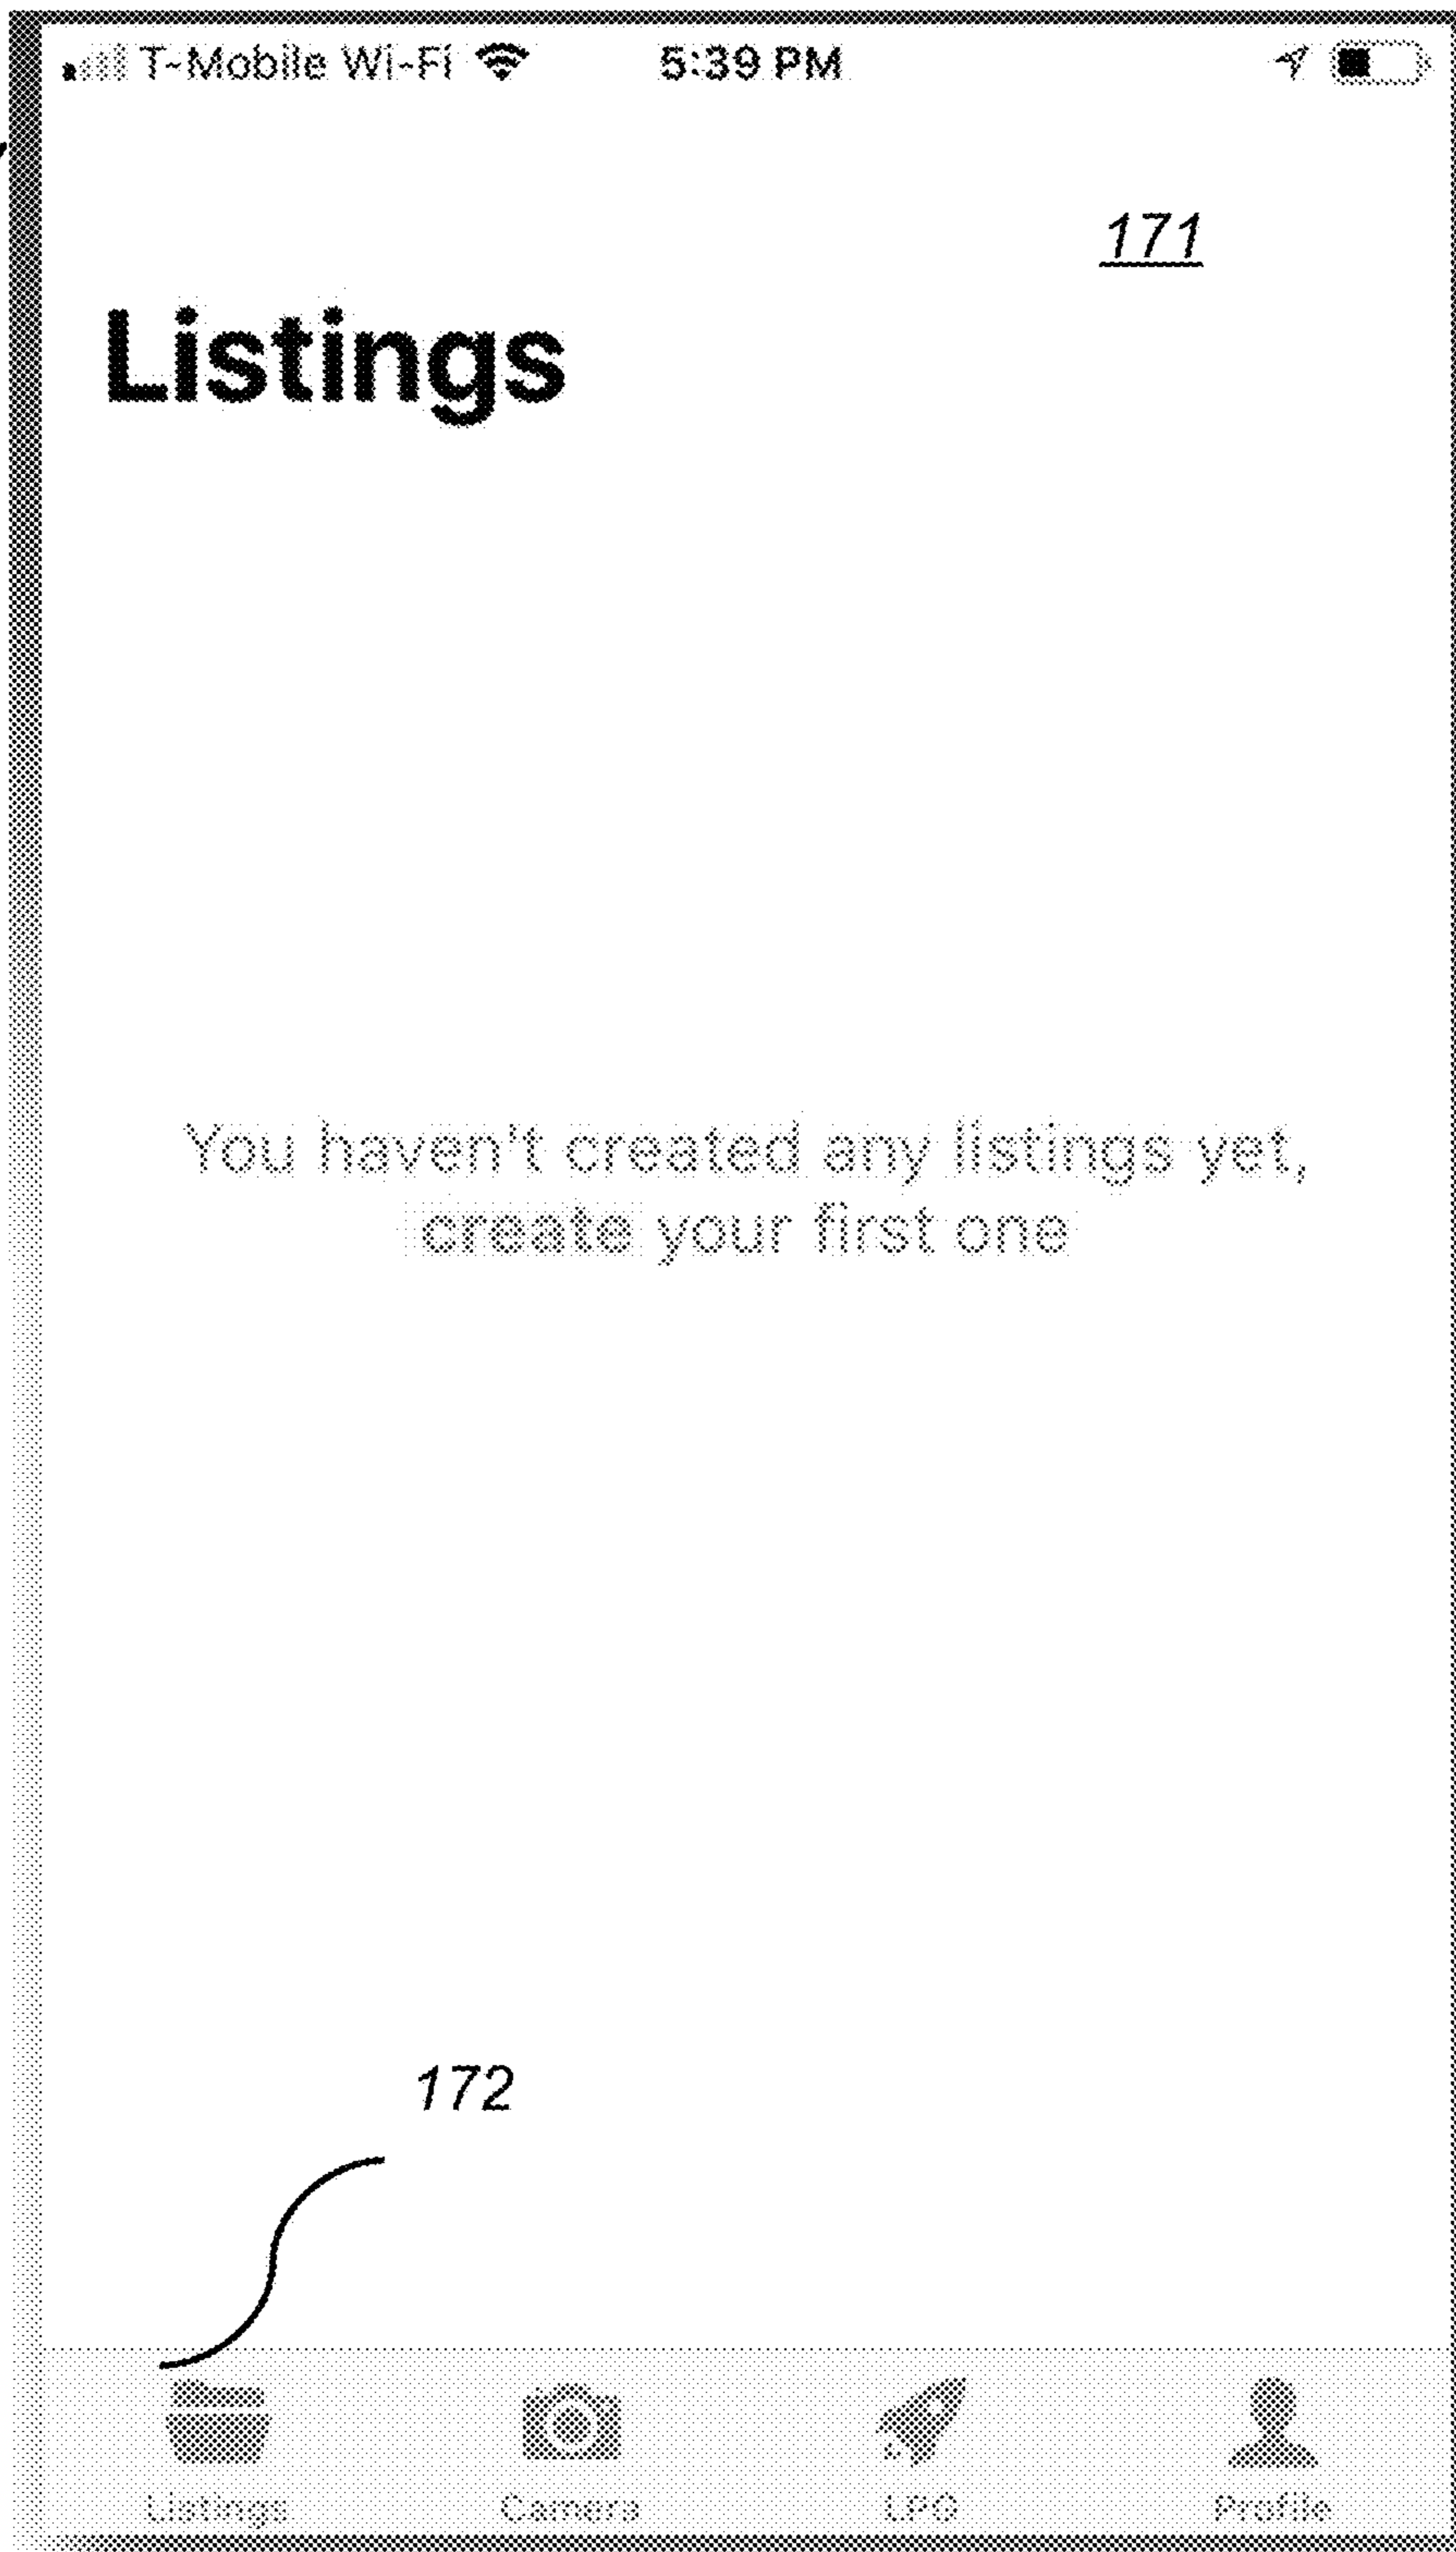 T-Mobile Wi-Fi 5:39 PM
171
Listings
You haven't created any listings yet,
create your first one
172
Listings Camera LPO Profile